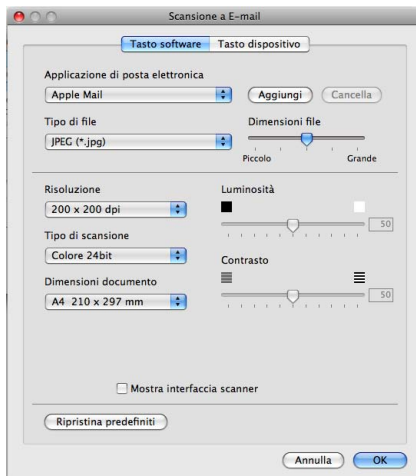 Scansione a E-mail
Tasto software Tasto dispositivo
Applicazione di posta elettronica
Apple Mail Aggiungi Cancella
Tipo di file Dimensioni file
JPEG (*.jpg)
Piccolo Grande
Risoluzione Luminosità
200 x 200 dpi
50
Tipo di scansione
Colore 24bit
Contrasto
Dimensioni documento
50
A4 210 x 297 mm
Mostra interfaccia scanner
Ripristina predefiniti
Annulla OK